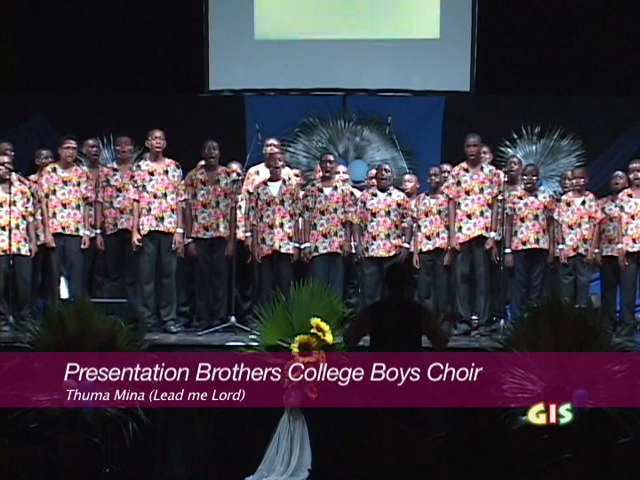 Presentation Brothers College Boys Choir
Thuma Mina (Lead me Lord)
GIS